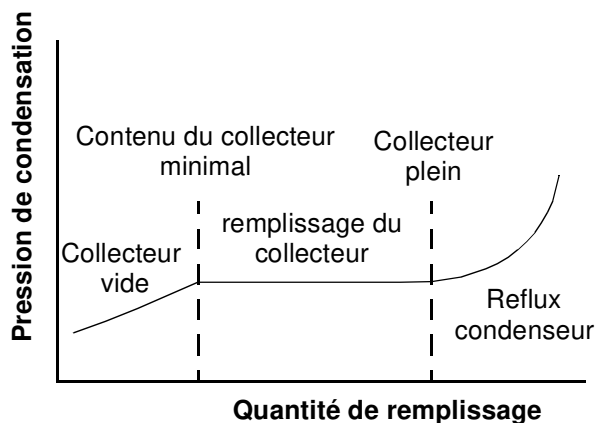 Pression de condensation
Contenu du collecteur
minimal
Collecteur
plein
remplissage du
collecteur
Collecteur
vide
Reflux
condenseur
Quantité de remplissage